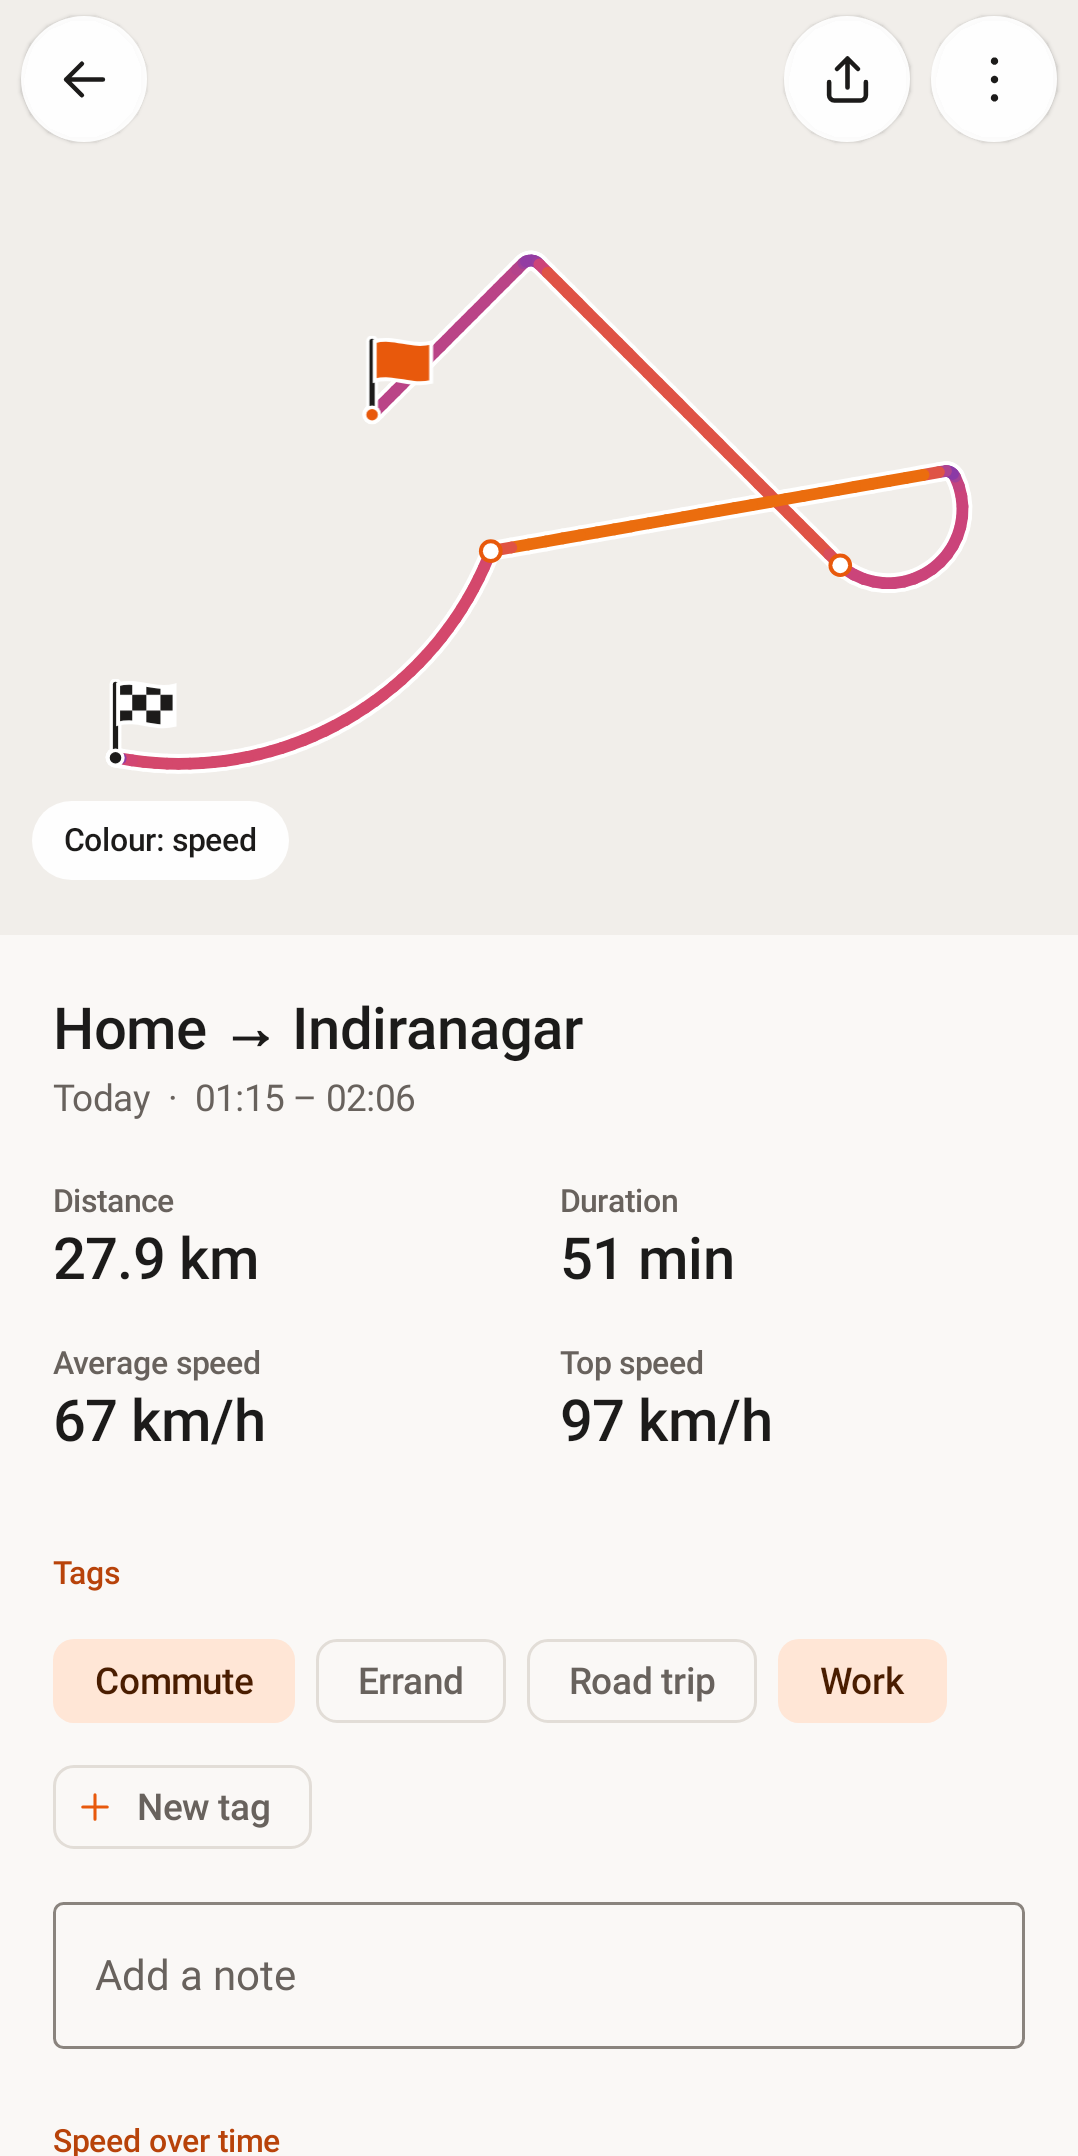 Colour: speed
Home → Indiranagar
Today · 01:15 – 02:06
Distance
Duration
27.9 km
51 min
Average speed
Top speed
67 km/h
97 km/h
Tags
Commute
Errand
Road trip
Work
New tag
Add a note
Speed over time